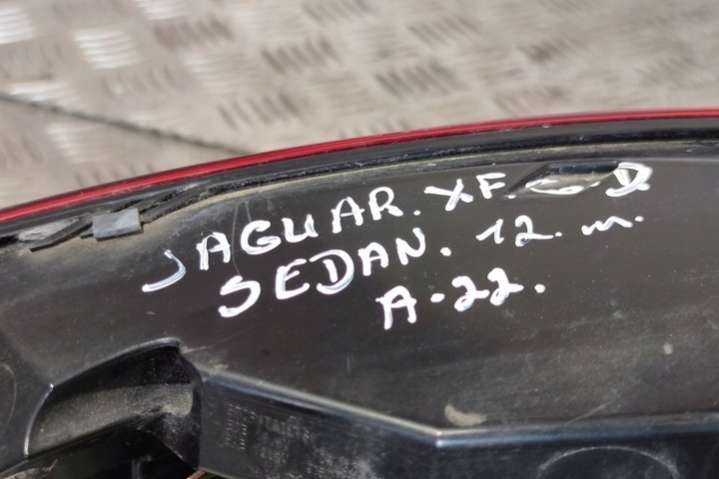 JAGUAR. XF. G.D
SEDAN. 12. m.
A-22.